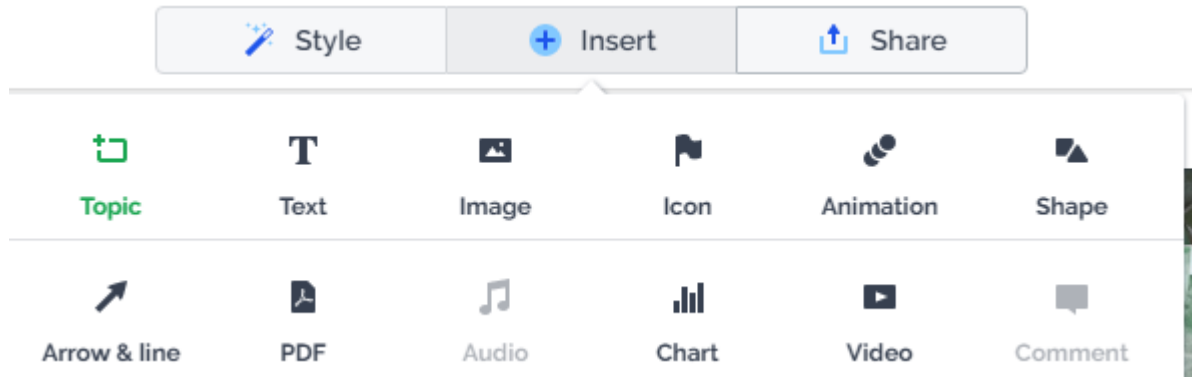 Style Insert Share
Topic Text Image Icon Animation Shape
Arrow & line PDF Audio Chart Video Comment